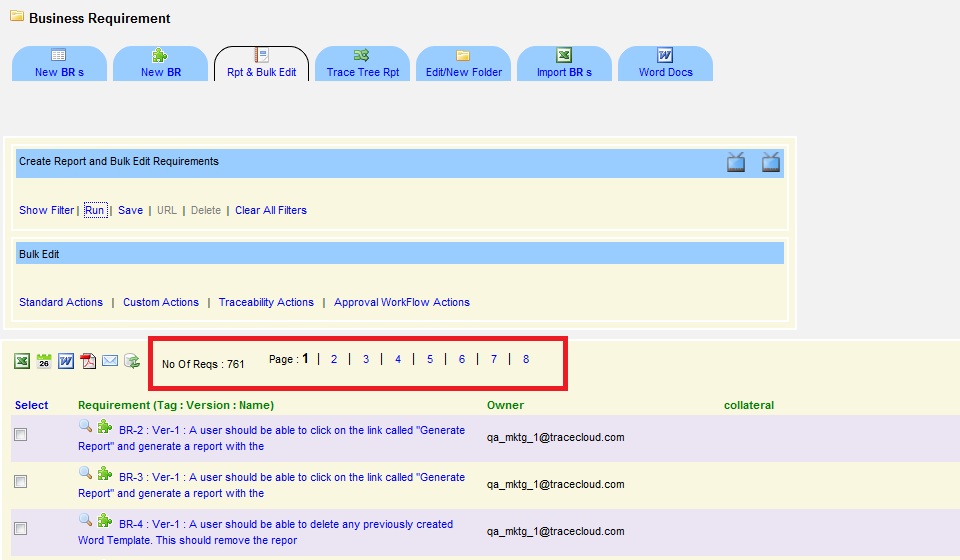 Business Requirement
New BR s
New BR
Rpt & Bulk Edit
Trace Tree Rpt
Edit/New Folder
Import BR s
Word Docs
Create Report and Bulk Edit Requirements
Show Filter | Run | Save | URL | Delete | Clear All Filters
Bulk Edit
Standard Actions | Custom Actions | Traceability Actions | Approval WorkFlow Actions
26
No Of Reqs : 761 Page : 1 | 2 | 3 | 4 | 5 | 6 | 7 | 8
Select Requirement (Tag : Version : Name) Owner collateral
BR-2 : Ver-1 : A user should be able to click on the link called "Generate
Report" and generate a report with the
qa_mktg_1@tracecloud.com
BR-3 : Ver-1 : A user should be able to click on the link called "Generate
Report" and generate a report with the
qa_mktg_1@tracecloud.com
BR-4 : Ver-1 : A user should be able to delete any previously created
Word Template. This should remove the repor
qa_mktg_1@tracecloud.com